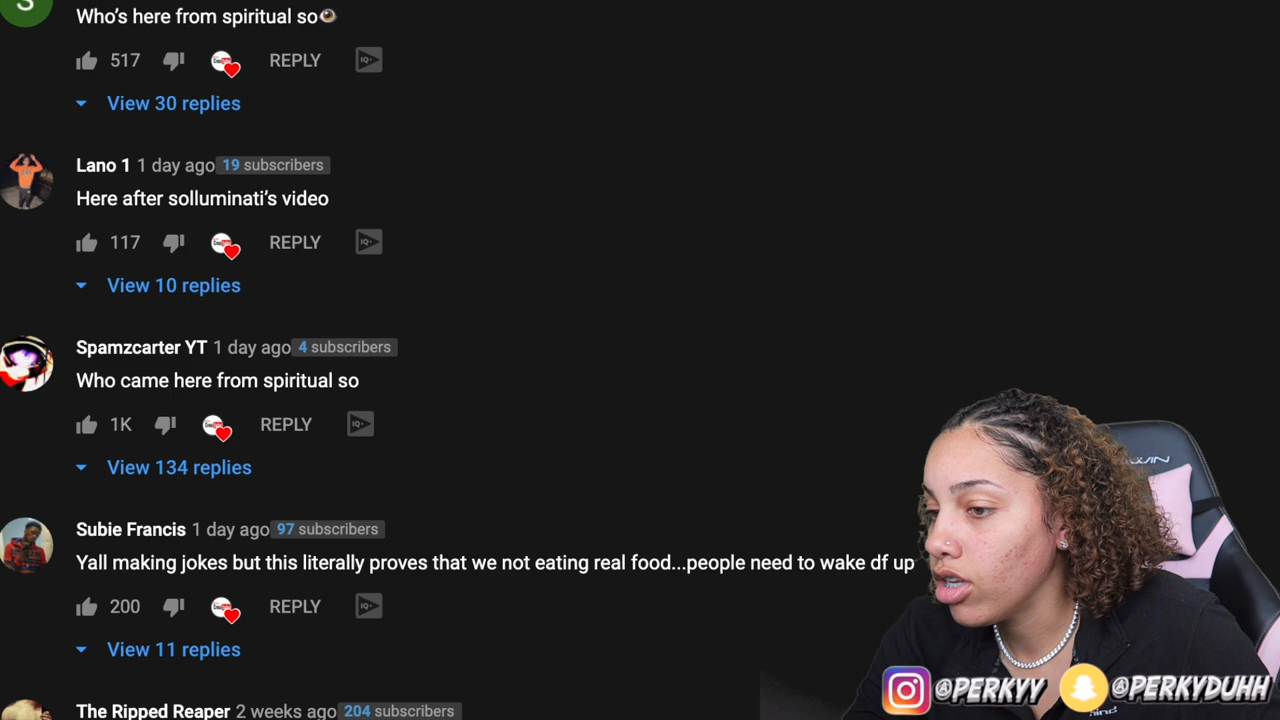 S
Who's here from spiritual so👁
517 REPLY IQ+
View 30 replies
Lano 1 1 day ago 19 subscribers
Here after solluminati's video
117 REPLY IQ+
View 10 replies
Spamzcarter YT 1 day ago 4 subscribers
Who came here from spiritual so
1K REPLY IQ+
View 134 replies
Subie Francis 1 day ago 97 subscribers
Yall making jokes but this literally proves that we not eating real food...people need to wake df up
200 REPLY IQ+
View 11 replies
@PERKYY @PERKYDUHH
The Ripped Reaper 2 weeks ago 204 subscribers